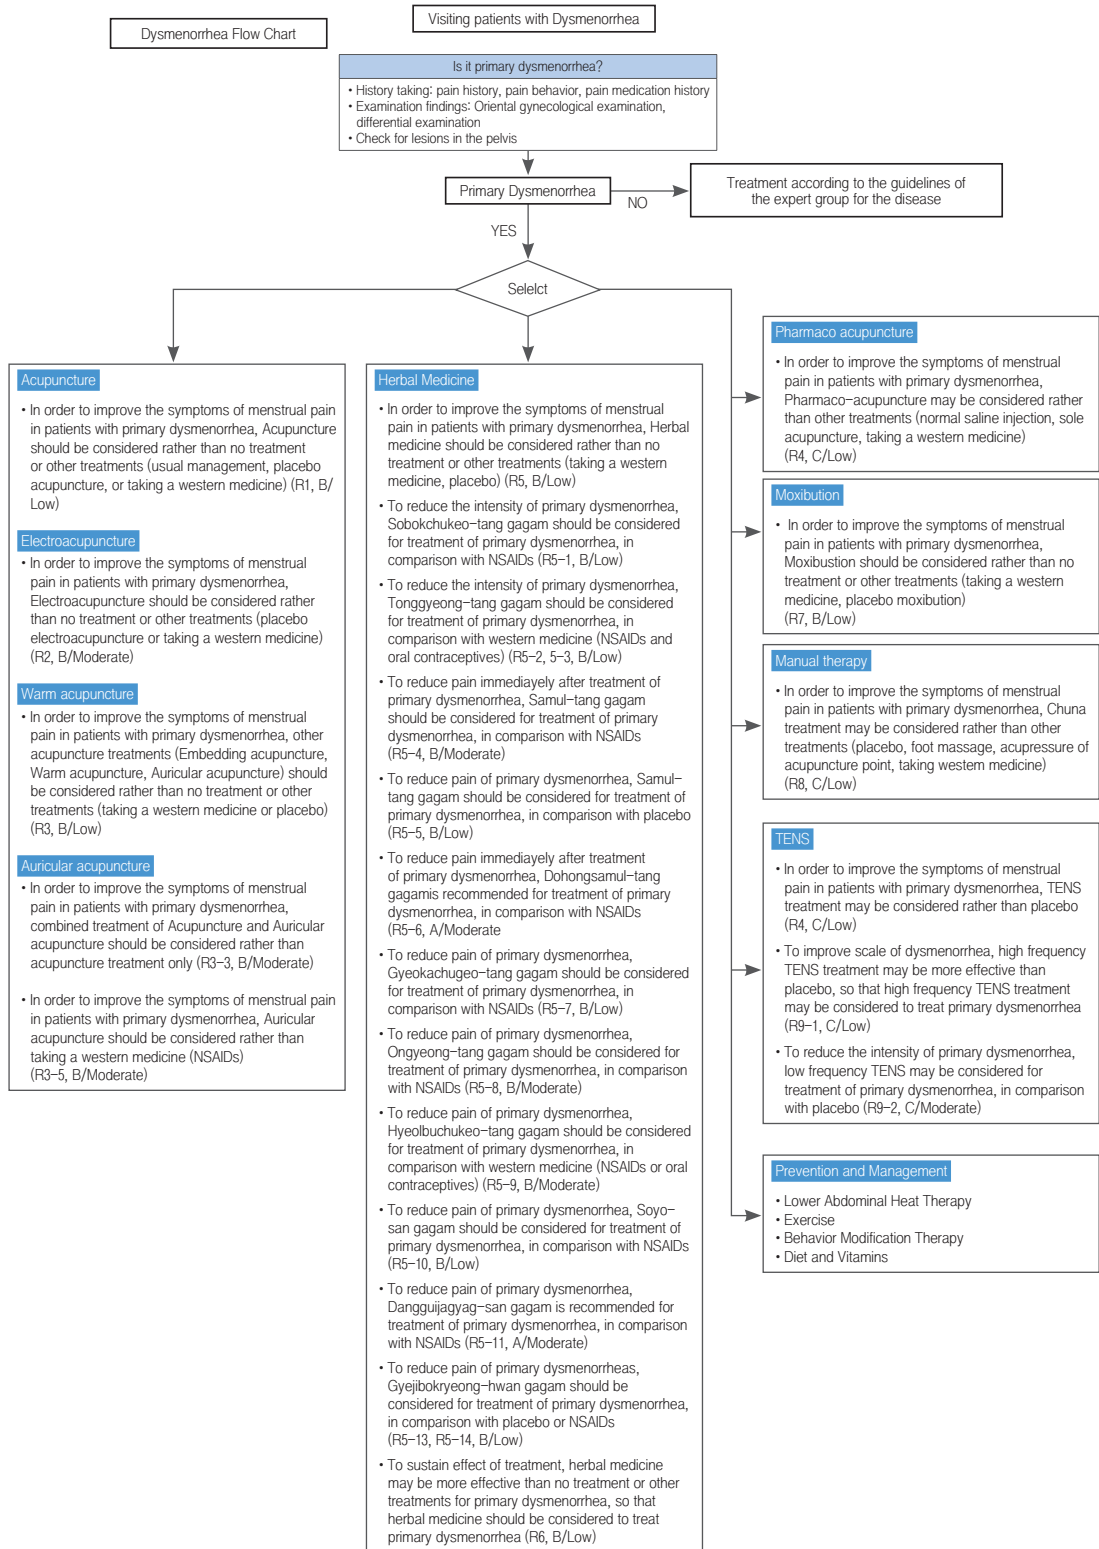 Dysmenorrhea Flow Chart
Visiting patients with Dysmenorrhea
Is it primary dysmenorrhea?
• History taking: pain history, pain behavior, pain medication history
• Examination findings: Oriental gynecological examination,
differential examination
• Check for lesions in the pelvis
Primary Dysmenorrhea
NO
Treatment according to the guidelines of
the expert group for the disease
YES
Selelct
Acupuncture
• In order to improve the symptoms of menstrual pain
in patients with primary dysmenorrhea, Acupuncture
should be considered rather than no treatment
or other treatments (usual management, placebo
acupuncture, or taking a western medicine) (R1, B/
Low)
Electroacupuncture
• In order to improve the symptoms of menstrual
pain in patients with primary dysmenorrhea,
Electroacupuncture should be considered rather
than no treatment or other treatments (placebo
electroacupuncture or taking a western medicine)
(R2, B/Moderate)
Warm acupuncture
• In order to improve the symptoms of menstrual
pain in patients with primary dysmenorrhea, other
acupuncture treatments (Embedding acupuncture,
Warm acupuncture, Auricular acupuncture) should
be considered rather than no treatment or other
treatments (taking a western medicine or placebo)
(R3, B/Low)
Auricular acupuncture
• In order to improve the symptoms of menstrual
pain in patients with primary dysmenorrhea,
combined treatment of Acupuncture and Auricular
acupuncture should be considered rather than
acupuncture treatment only (R3-3, B/Moderate)
• In order to improve the symptoms of menstrual pain
in patients with primary dysmenorrhea, Auricular
acupuncture should be considered rather than
taking a western medicine (NSAIDs)
(R3-5, B/Moderate)
Herbal Medicine
• In order to improve the symptoms of menstrual
pain in patients with primary dysmenorrhea, Herbal
medicine should be considered rather than no
treatment or other treatments (taking a western
medicine, placebo) (R5, B/Low)
• To reduce the intensity of primary dysmenorrhea,
Sobokchukeo-tang gagam should be considered
for treatment of primary dysmenorrhea, in
comparison with NSAIDs (R5-1, B/Low)
• To reduce the intensity of primary dysmenorrhea,
Tonggyeong-tang gagam should be considered
for treatment of primary dysmenorrhea,
in comparison with western medicine (NSAIDs and
oral contraceptives) (R5-2, 5-3, B/Low)
• To reduce pain immediayely after treatment of
primary dysmenorrhea, Samul-tang gagam
should be considered for treatment of primary
dysmenorrhea, in comparison with NSAIDs
(R5-4, B/Moderate)
• To reduce pain of primary dysmenorrhea, Samul-
tang gagam should be considered for treatment of
primary dysmenorrhea, in comparison with placebo
(R5-5, B/Low)
• To reduce pain immediayely after treatment
of primary dysmenorrhea, Dohongsamul-tang
gagamis recommended for treatment of primary
dysmenorrhea, in comparison with NSAIDs
(R5-6, A/Moderate
• To reduce pain of primary dysmenorrhea,
Gyeokachugeo-tang gagam should be considered
for treatment of primary dysmenorrhea, in
comparison with NSAIDs (R5-7, B/Low)
• To reduce pain of primary dysmenorrhea,
Ongyeong-tang gagam should be considered for
treatment of primary dysmenorrhea, in comparison
with NSAIDs (R5-8, B/Moderate)
• To reduce pain of primary dysmenorrhea,
Hyeolbuchukeo-tang gagam should be considered
for treatment of primary dysmenorrhea, in
comparison with western medicine (NSAIDs or oral
contraceptives) (R5-9, B/Moderate)
• To reduce pain of primary dysmenorrhea, Soyo-
san gagam should be considered for treatment of
primary dysmenorrhea, in comparison with NSAIDs
(R5-10, B/Low)
• To reduce pain of primary dysmenorrhea,
Dangguijagyag-san gagam is recommended for
treatment of primary dysmenorrhea, in comparison
with NSAIDs (R5-11, A/Moderate)
• To reduce pain of primary dysmenorrheas,
Gyejibokryeong-hwan gagam should be
considered for treatment of primary dysmenorrhea,
in comparison with placebo or NSAIDs
(R5-13, R5-14, B/Low)
• To sustain effect of treatment, herbal medicine
may be more effective than no treatment or other
treatments for primary dysmenorrhea, so that
herbal medicine should be considered to treat
primary dysmenorrhea (R6, B/Low)
Pharmaco acupuncture
• In order to improve the symptoms of menstrual
pain in patients with primary dysmenorrhea,
Pharmaco-acupuncture may be considered rather
than other treatments (normal saline injection, sole
acupuncture, taking a western medicine)
(R4, C/Low)
Moxibution
• In order to improve the symptoms of menstrual
pain in patients with primary dysmenorrhea,
Moxibustion should be considered rather than no
treatment or other treatments (taking a western
medicine, placebo moxibution)
(R7, B/Low)
Manual therapy
• In order to improve the symptoms of menstrual
pain in patients with primary dysmenorrhea, Chuna
treatment may be considered rather than other
treatments (placebo, foot massage, acupressure of
acupuncture point, taking western medicine)
(R8, C/Low)
TENS
• In order to improve the symptoms of menstrual
pain in patients with primary dysmenorrhea, TENS
treatment may be considered rather than placebo
(R4, C/Low)
• To improve scale of dysmenorrhea, high frequency
TENS treatment may be more effective than
placebo, so that high frequency TENS treatment
may be considered to treat primary dysmenorrhea
(R9-1, C/Low)
• To reduce the intensity of primary dysmenorrhea,
low frequency TENS may be considered for
treatment of primary dysmenorrhea, in comparison
with placebo (R9-2, C/Moderate)
Prevention and Management
• Lower Abdominal Heat Therapy
• Exercise
• Behavior Modification Therapy
• Diet and Vitamins